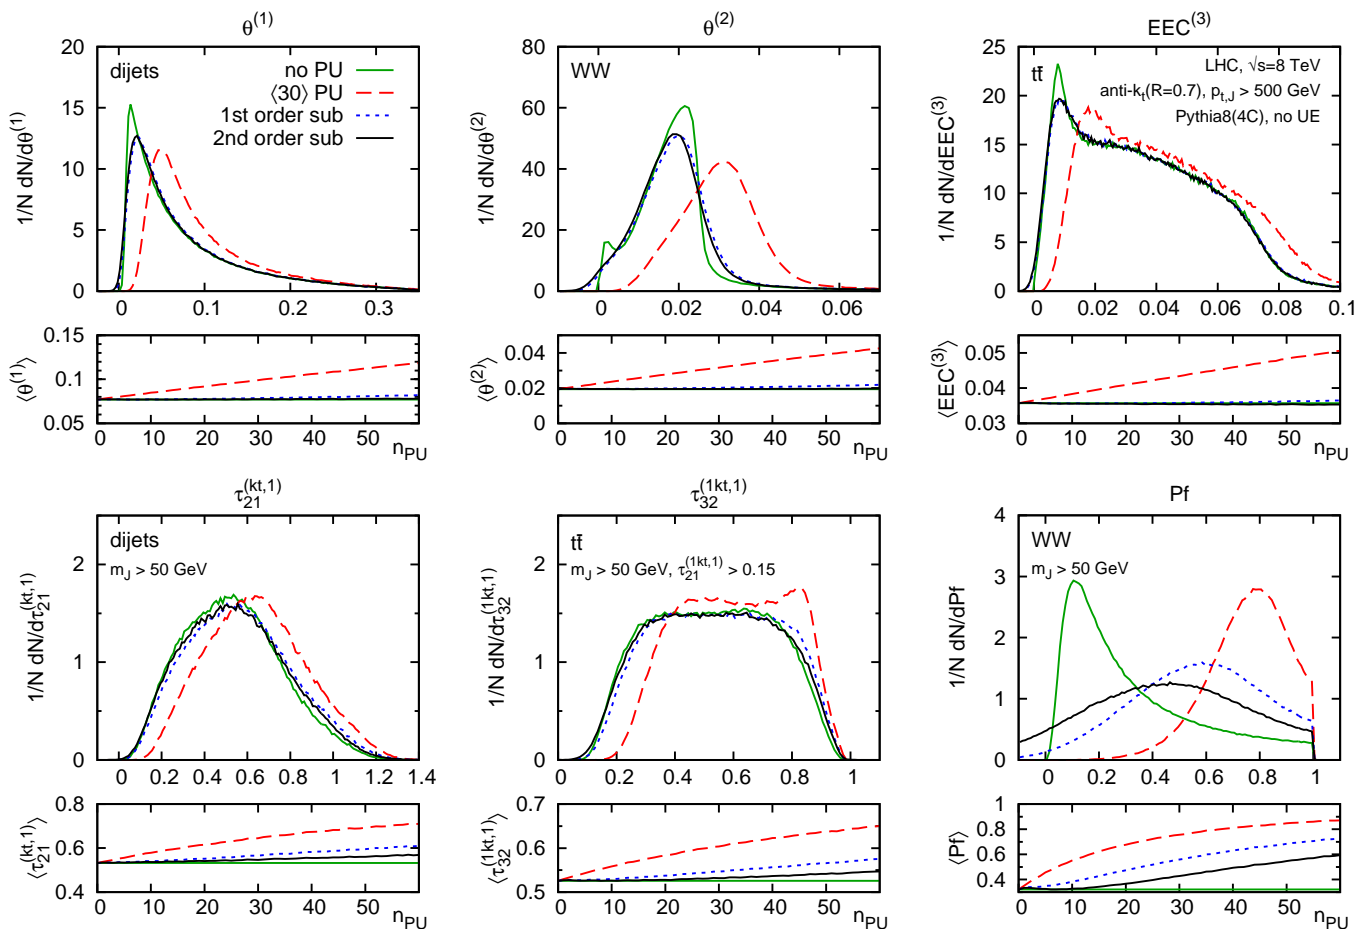 θ(1)
20
15
10
5
0
1/N dN/dθ(1)
dijets
no PU
⟨30⟩ PU
1st order sub
2nd order sub
0 0.1 0.2 0.3
0.15
0.1
0.05
⟨θ(1)⟩
0 10 20 30 40 50 nPU
θ(2)
80
60
40
20
0
1/N dN/dθ(2)
WW
0 0.02 0.04 0.06
0.04
0.02
0
⟨θ(2)⟩
0 10 20 30 40 50 nPU
EEC(3)
25
20
15
10
5
0
1/N dN/dEEC(3)
tt̄
LHC, √s=8 TeV
anti-kt(R=0.7), pt,J > 500 GeV
Pythia8(4C), no UE
0 0.02 0.04 0.06 0.08 0.1
0.05
0.04
0.03
⟨EEC(3)⟩
0 10 20 30 40 50 nPU
τ21(kt,1)
2
1
0
1/N dN/dτ21(kt,1)
dijets
mJ > 50 GeV
0 0.2 0.4 0.6 0.8 1 1.2 1.4
0.8
0.6
0.4
⟨τ21(kt,1)⟩
0 10 20 30 40 50 nPU
τ32(1kt,1)
2
1
0
1/N dN/dτ32(1kt,1)
tt̄
mJ > 50 GeV, τ21(1kt,1) > 0.15
0 0.2 0.4 0.6 0.8 1
0.7
0.6
0.5
⟨τ32(1kt,1)⟩
0 10 20 30 40 50 nPU
Pf
4
3
2
1
0
1/N dN/dPf
WW
mJ > 50 GeV
0 0.2 0.4 0.6 0.8 1
1
0.8
0.6
0.4
⟨Pf⟩
0 10 20 30 40 50 nPU